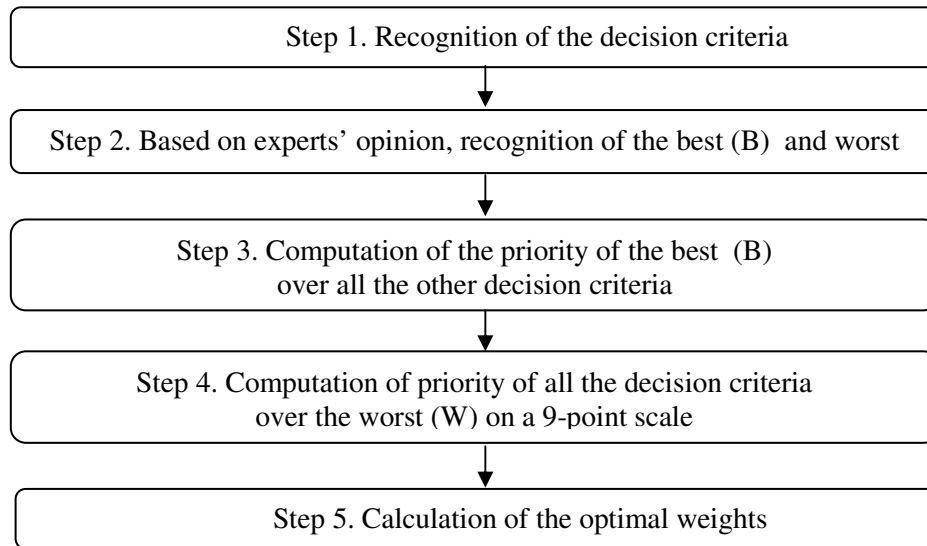 Step 1. Recognition of the decision criteria
Step 2. Based on experts’ opinion, recognition of the best (B) and worst
Step 3. Computation of the priority of the best (B)
over all the other decision criteria
Step 4. Computation of priority of all the decision criteria
over the worst (W) on a 9-point scale
Step 5. Calculation of the optimal weights